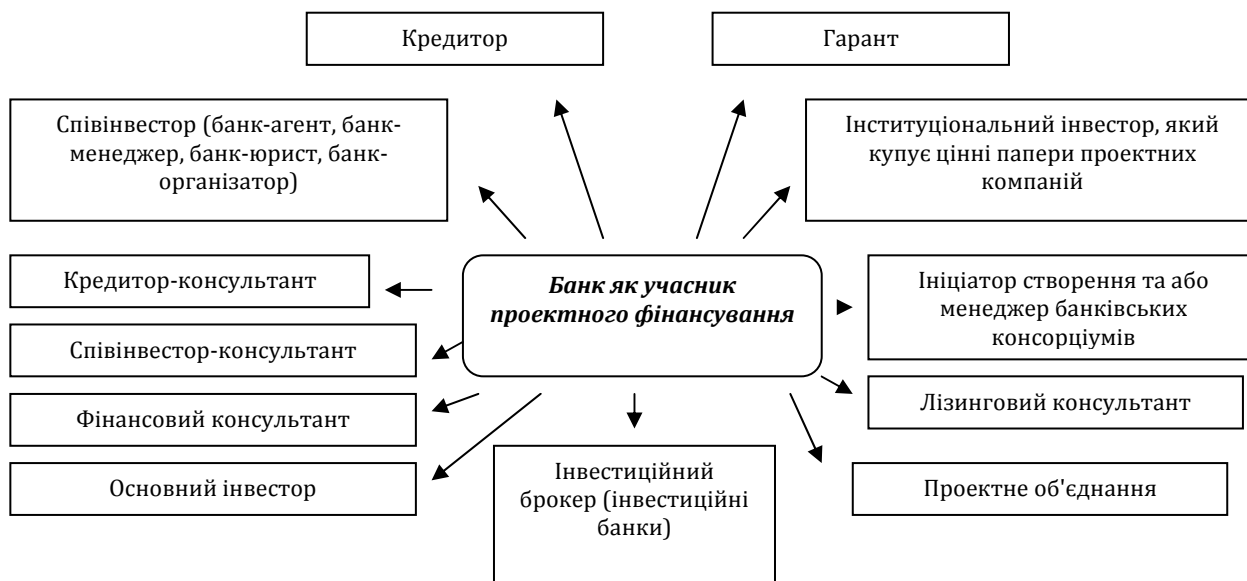 Кредитор
Гарант
Співінвестор (банк-агент, банк-
менеджер, банк-юрист, банк-
організатор)
Інституціональний інвестор, який
купує цінні папери проектних
компаній
Кредитор-консультант
Банк як учасник
проектного фінансування
Ініціатор створення та або
менеджер банківських
консорціумів
Співінвестор-консультант
Фінансовий консультант
Лізинговий консультант
Основний інвестор
Інвестиційний
брокер (інвестиційні
банки)
Проектне об'єднання